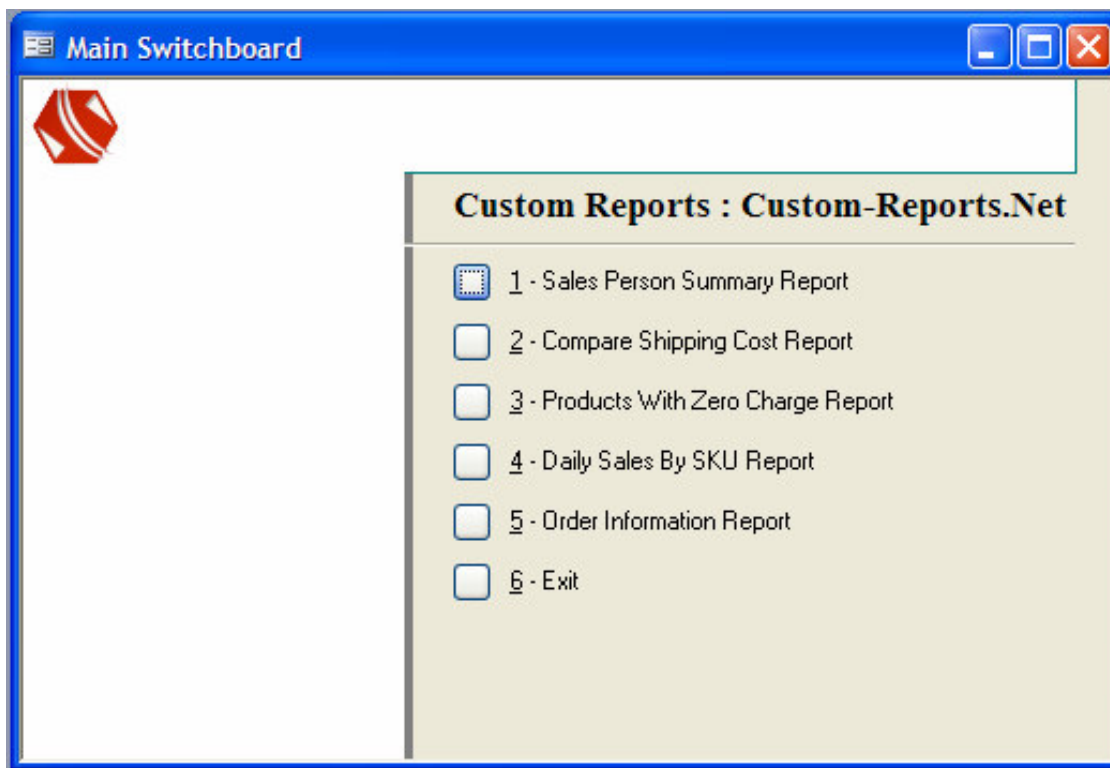 Main Switchboard
Custom Reports : Custom-Reports.Net
1 - Sales Person Summary Report
2 - Compare Shipping Cost Report
3 - Products With Zero Charge Report
4 - Daily Sales By SKU Report
5 - Order Information Report
6 - Exit